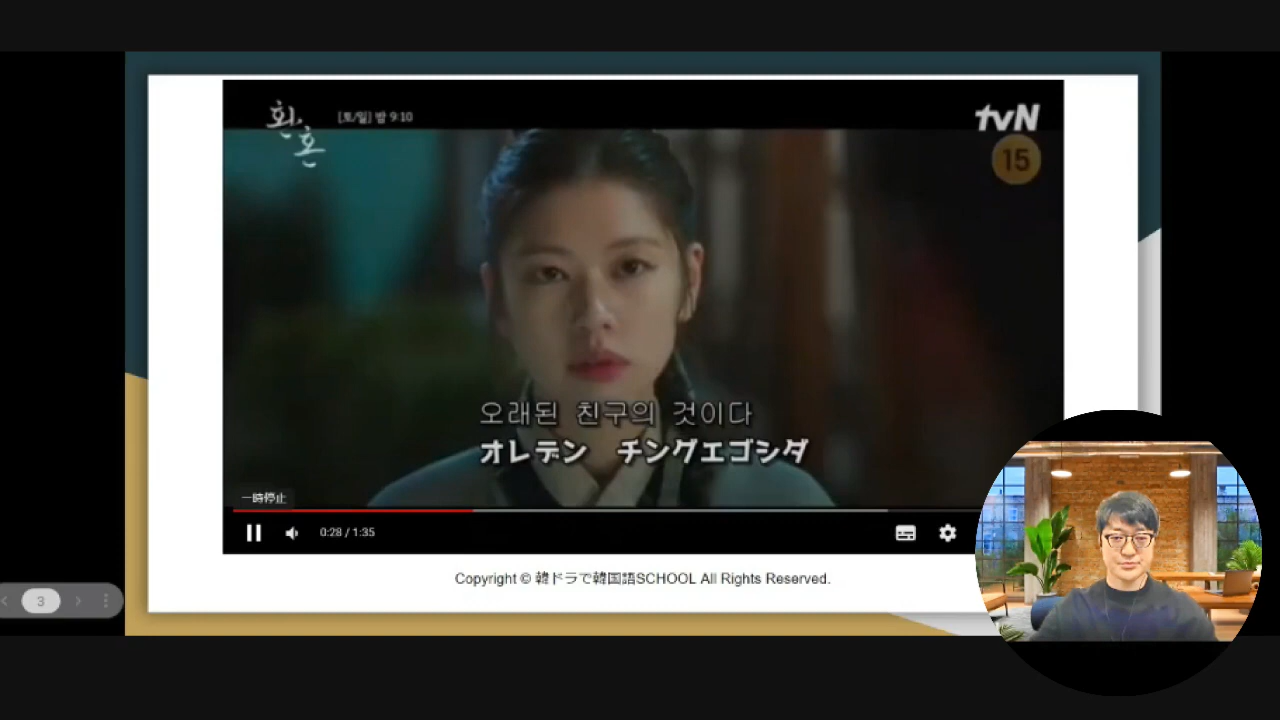 환혼
[토/일] 밤 9:10
tvN
15
오래된 친구의 것이다
オレデン チングエゴシダ
一時停止
0:28 / 1:35
Copyright © 韓ドラで韓国語SCHOOL All Rights Reserved.
3